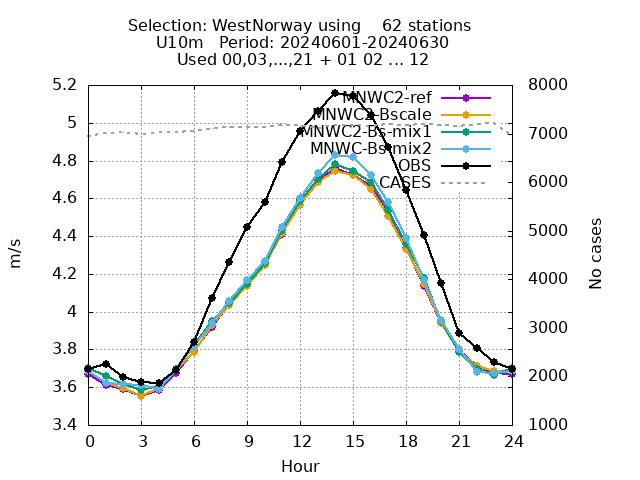 Selection: WestNorway using    62 stations
U10m   Period: 20240601-20240630
Used 00,03,...,21 + 01 02 ... 12
5.2
5
4.8
4.6
4.4
4.2
4
3.8
3.6
3.4
m/s
MNWC2-ref
MNWC2-Bscale
MNWC2-Bs-mix1
MNWC-Bs-mix2
OBS
CASES
8000
7000
6000
5000
4000
3000
2000
1000
No cases
0 3 6 9 12 15 18 21 24
Hour